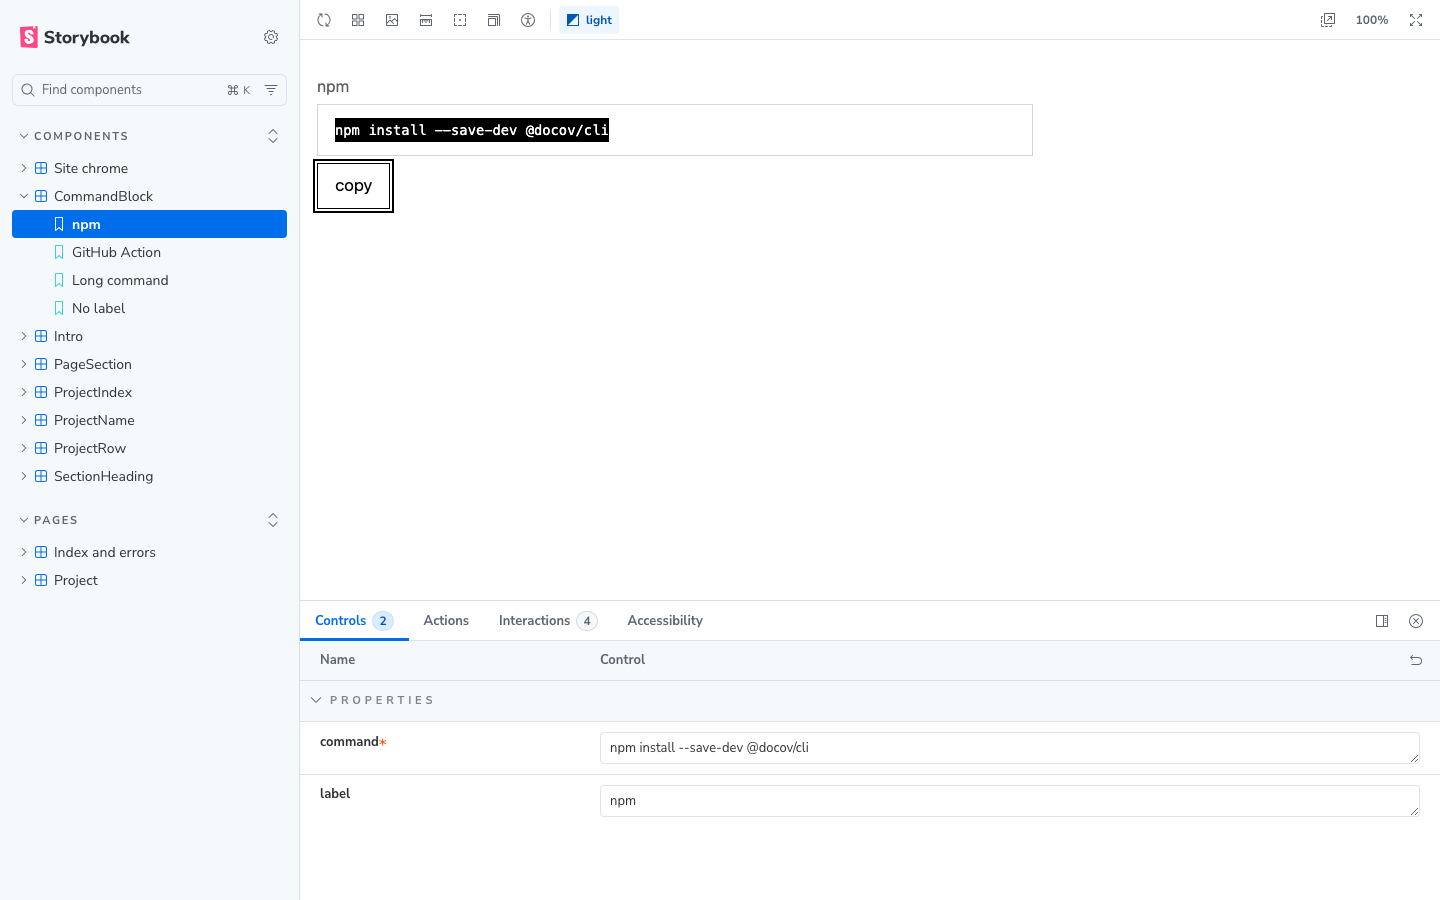 Storybook
Find components ⌘ K
COMPONENTS
Site chrome
CommandBlock
npm
GitHub Action
Long command
No label
Intro
PageSection
ProjectIndex
ProjectName
ProjectRow
SectionHeading
PAGES
Index and errors
Project
light
100%
npm
npm install --save-dev @docov/cli
copy
Controls 2 Actions Interactions 4 Accessibility
Name Control
PROPERTIES
command* npm install --save-dev @docov/cli
label npm